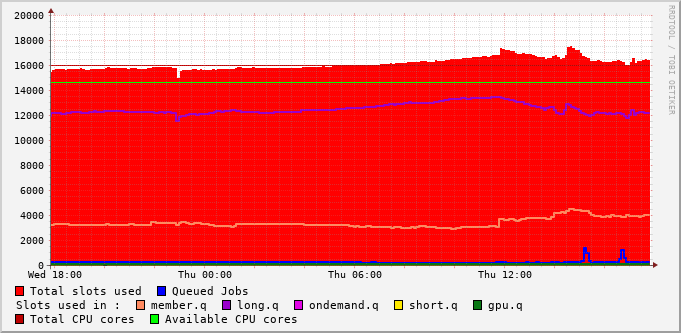 20000
18000
16000
14000
12000
10000
8000
6000
4000
2000
0
Wed 18:00 Thu 00:00 Thu 06:00 Thu 12:00
RRDTOOL / TOBI OETIKER
Total slots used Queued Jobs
Slots used in : member.q long.q ondemand.q short.q gpu.q
Total CPU cores Available CPU cores